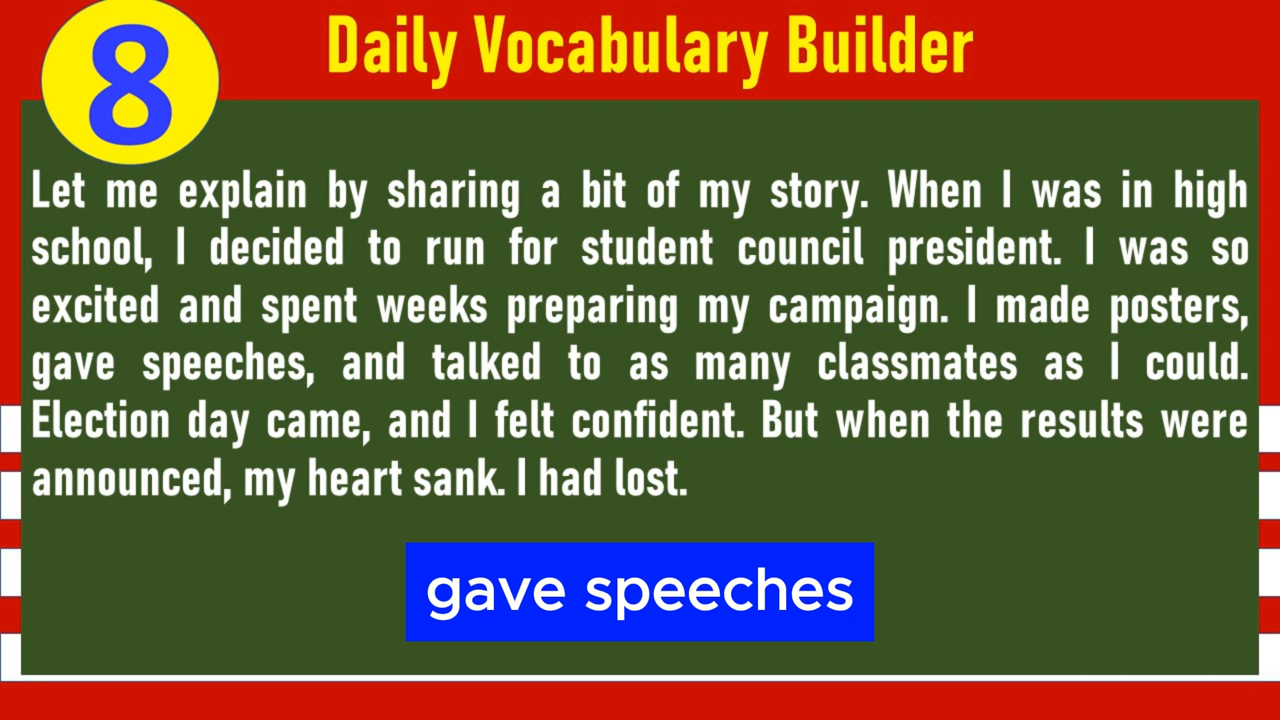 8
Daily Vocabulary Builder
Let me explain by sharing a bit of my story. When I was in high
school, I decided to run for student council president. I was so
excited and spent weeks preparing my campaign. I made posters,
gave speeches, and talked to as many classmates as I could.
Election day came, and I felt confident. But when the results were
announced, my heart sank. I had lost.
gave speeches